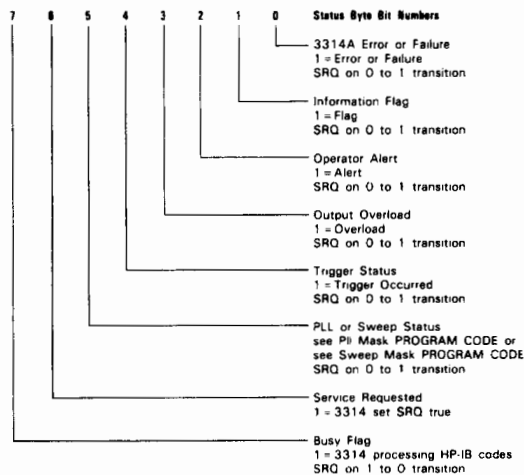 7 6 5 4 3 2 1 0 Status Byte Bit Numbers
3314A Error or Failure
1 = Error or Failure
SRQ on 0 to 1 transition
Information Flag
1 = Flag
SRQ on 0 to 1 transition
Operator Alert
1 = Alert
SRQ on 0 to 1 transition
Output Overload
1 = Overload
SRQ on 0 to 1 transition
Trigger Status
1 = Trigger Occurred
SRQ on 0 to 1 transition
PLL or Sweep Status
see Pll Mask PROGRAM CODE or
see Sweep Mask PROGRAM CODE
SRQ on 0 to 1 transition
Service Requested
1 = 3314 set SRQ true
Busy Flag
1 = 3314 processing HP-IB codes
SRQ on 1 to 0 transition